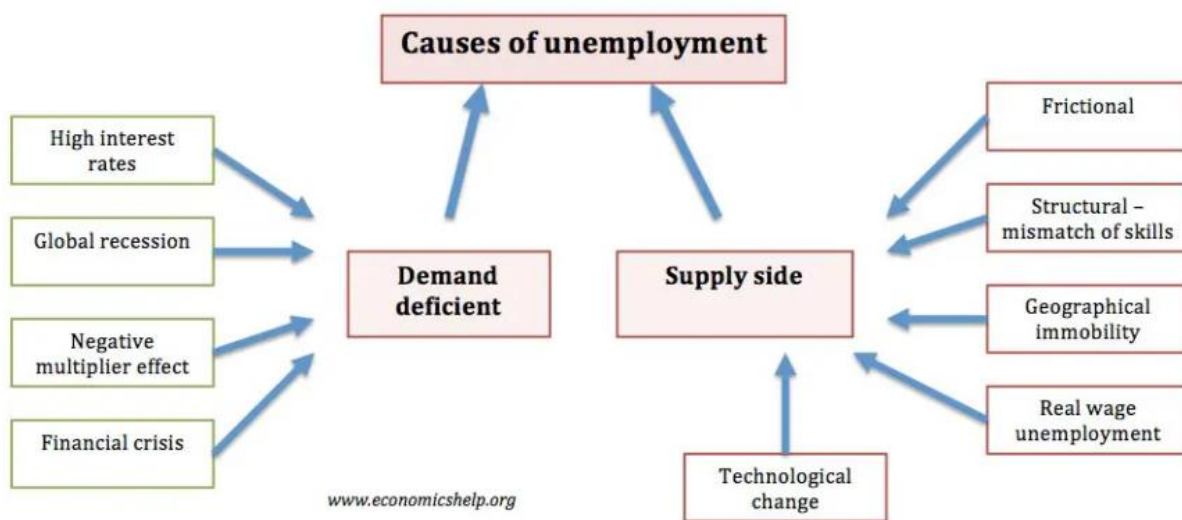 Causes of unemployment
High interest
rates
Global recession
Negative
multiplier effect
Financial crisis
Demand
deficient
Supply side
Frictional
Structural –
mismatch of skills
Geographical
immobility
Real wage
unemployment
Technological
change
www.economicshelp.org